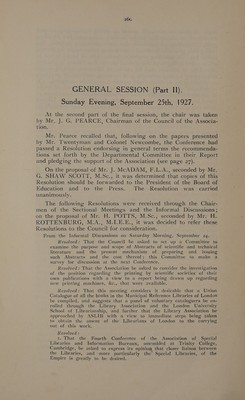 180
GENERAL SESSION (Part II).
Sunday Evening, September 25th, 1927.
At the second part of the final session, the chair was taken
by Mr. J. G. PEARCE, Chairman of the Council of the Associa-
tion.
Mr. Pearce recalled that, following on the papers presented
by Mr. Twentyman and Colonel Newcombe, the Conference had
passed a Resolution endorsing in general terms the recommenda-
tions set forth by the Departmental Committee in their Report
and pledging the support of the Association (see page 27).
On the proposal of Mr. J. McADAM, F.L.A., seconded by Mr.
G. SHAW SCOTT, M.Sc., it was determined that copies of this
Resolution should be forwarded to the President of the Board of
Education and to the Press. The Resolution was carried
unanimously.
The following Resolutions were received through the Chair-
men of the Sectional Meetings and the Informal Discussions;
on the proposal of Mr. H. POTTS, M.Sc., seconded by Mr. H.
ROTTENBURG, M.A., M.I.E.E., it was decided to refer these
Resolutions to the Council for consideration.
From the Informal Discussions on Saturday Morning, September 24.
Resolved: That the Council be asked to set up a Committee to
examine the purpose and scope of Abstracts of scientific and technical
literature and the present organisation of preparing and issuing
such Abstracts and the cost thereof; this Committee to make a
survey for discussion at the next Conference.
Resolved: That the Association be asked to consider the investigation
of the position regarding the printing by scientific societies of their
own publications with a view to a report being drawn up regarding
new printing machines, &c., that were available.
Resolved: That this meeting considers it desirable that a Union
Catalogue of all the books in the Municipal Reference Libraries of London
be compiled, and suggests that a panel of voluntary cataloguers be en-
rolled through the Library Association and the London University
School of Librarianship, and further that the Library Association be
approached by ASLIB with a view to immediate steps being taken
to obtain the assent of the Librarians of London to the carrying
out of this work.
Resolved:
1. That the Fourth Conference of the Association of Special
Libraries and Information Bureaux, assembled at Trinity College,
Cambridge, be asked to express its opinion that closer liaison between
the Libraries, and more particularly the Special Libraries, of the
Empire is greatly to be desired.